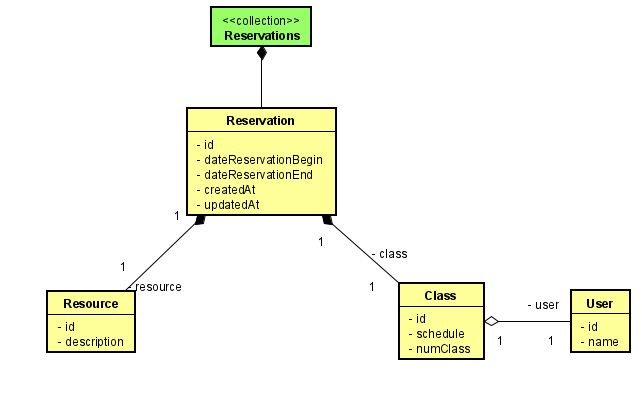 <<collection>>
Reservations
Reservation
- id
- dateReservationBegin
- dateReservationEnd
- createdAt
- updatedAt
1
1
- class
1
- resource
1
Resource
- id
- description
Class
- id
- schedule
- numClass
- user
1
1
User
- id
- name